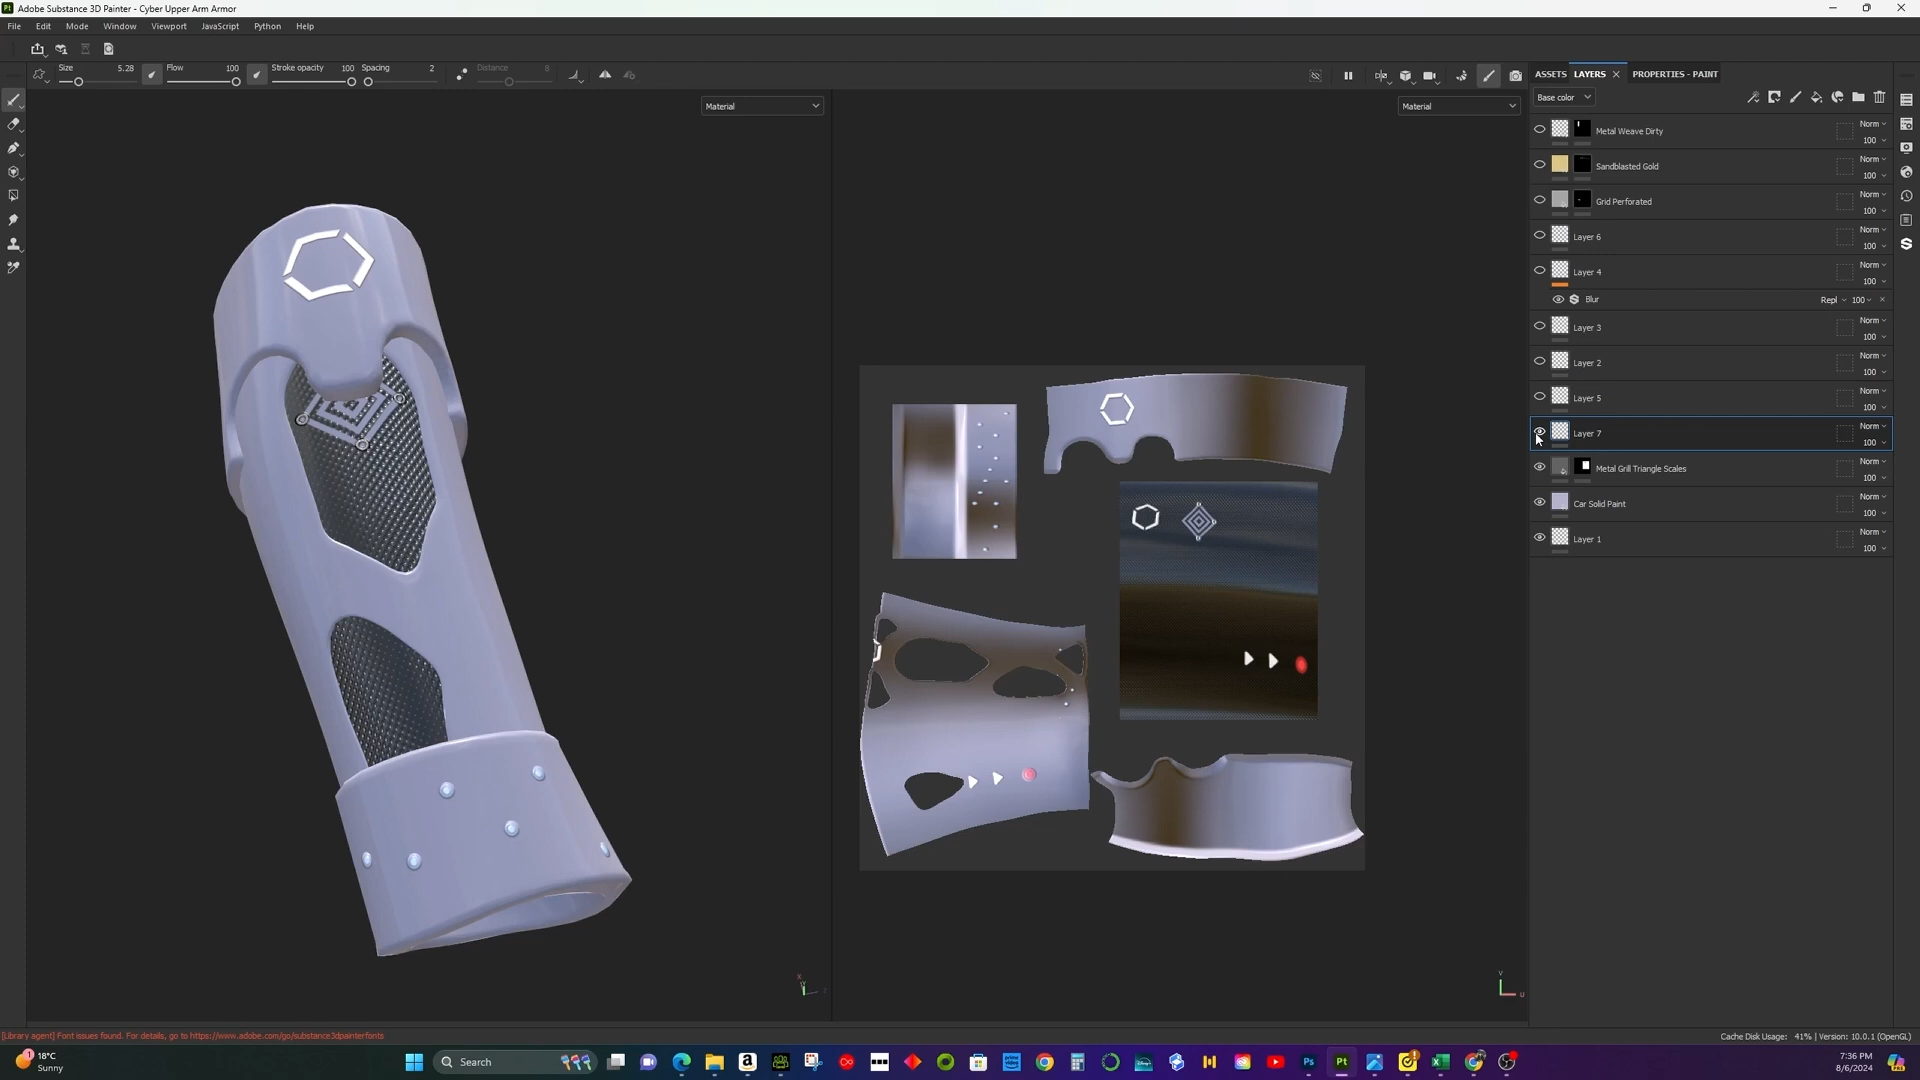 Pt Adobe Substance 3D Painter - Cyber Upper Arm Armor
File Edit Mode Window Viewport JavaScript Python Help
Size 5.28 Flow 100 Stroke opacity 100 Spacing 2 Distance 8
ASSETS LAYERS PROPERTIES - PAINT
Material
Material
Base color
Metal Weave Dirty Norm
100
Sandblasted Gold Norm
100
Grid Perforated Norm
100
Layer 6 Norm
100
Layer 4 Norm
100
Blur Repl 100
Layer 3 Norm
100
Layer 2 Norm
100
Layer 5 Norm
100
Layer 7 Norm
100
Metal Grill Triangle Scales Norm
100
Car Solid Paint Norm
100
Layer 1 Norm
100
[Library agent] Font issues found. For details, go to https://www.adobe.com/go/substance3dpainterfonts
Cache Disk Usage: 41% | Version: 10.0.1 (OpenGL)
18°C
Sunny
Search
Ps
Pt
7:36 PM
8/6/2024